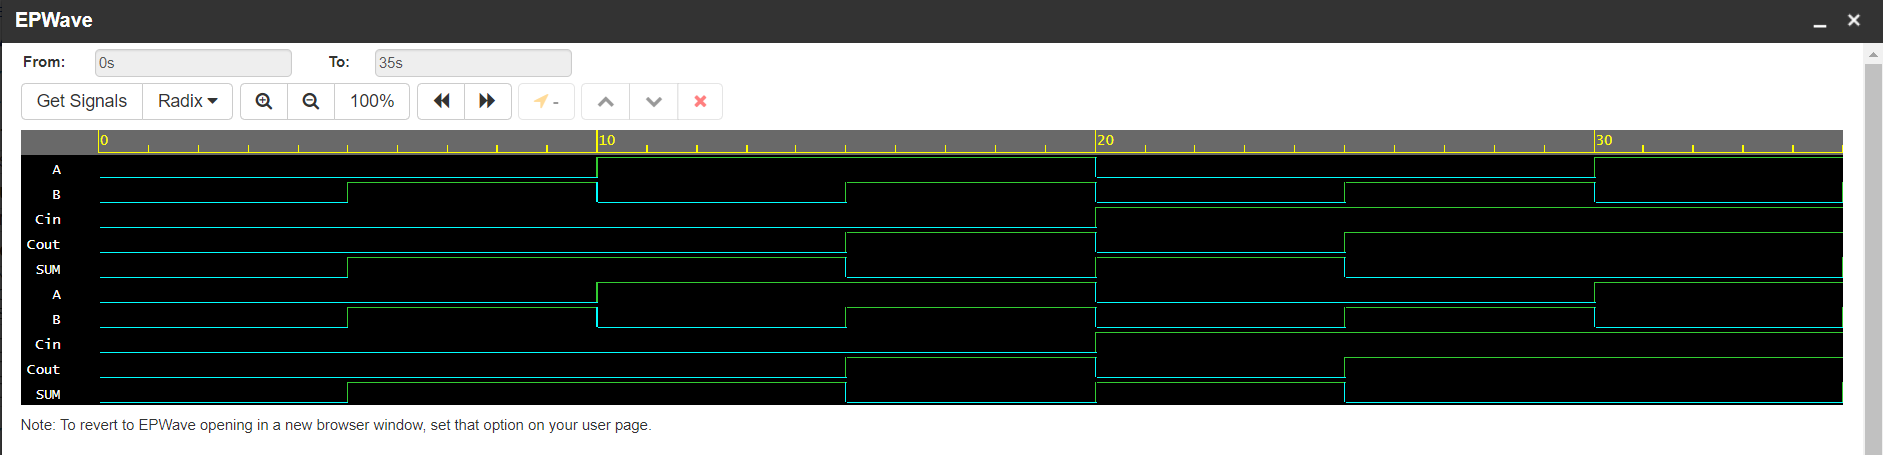 EPWave
From: 0s To: 35s
Get Signals Radix 100% -
0 10 20 30
A
B
Cin
Cout
SUM
A
B
Cin
Cout
SUM
Note: To revert to EPWave opening in a new browser window, set that option on your user page.